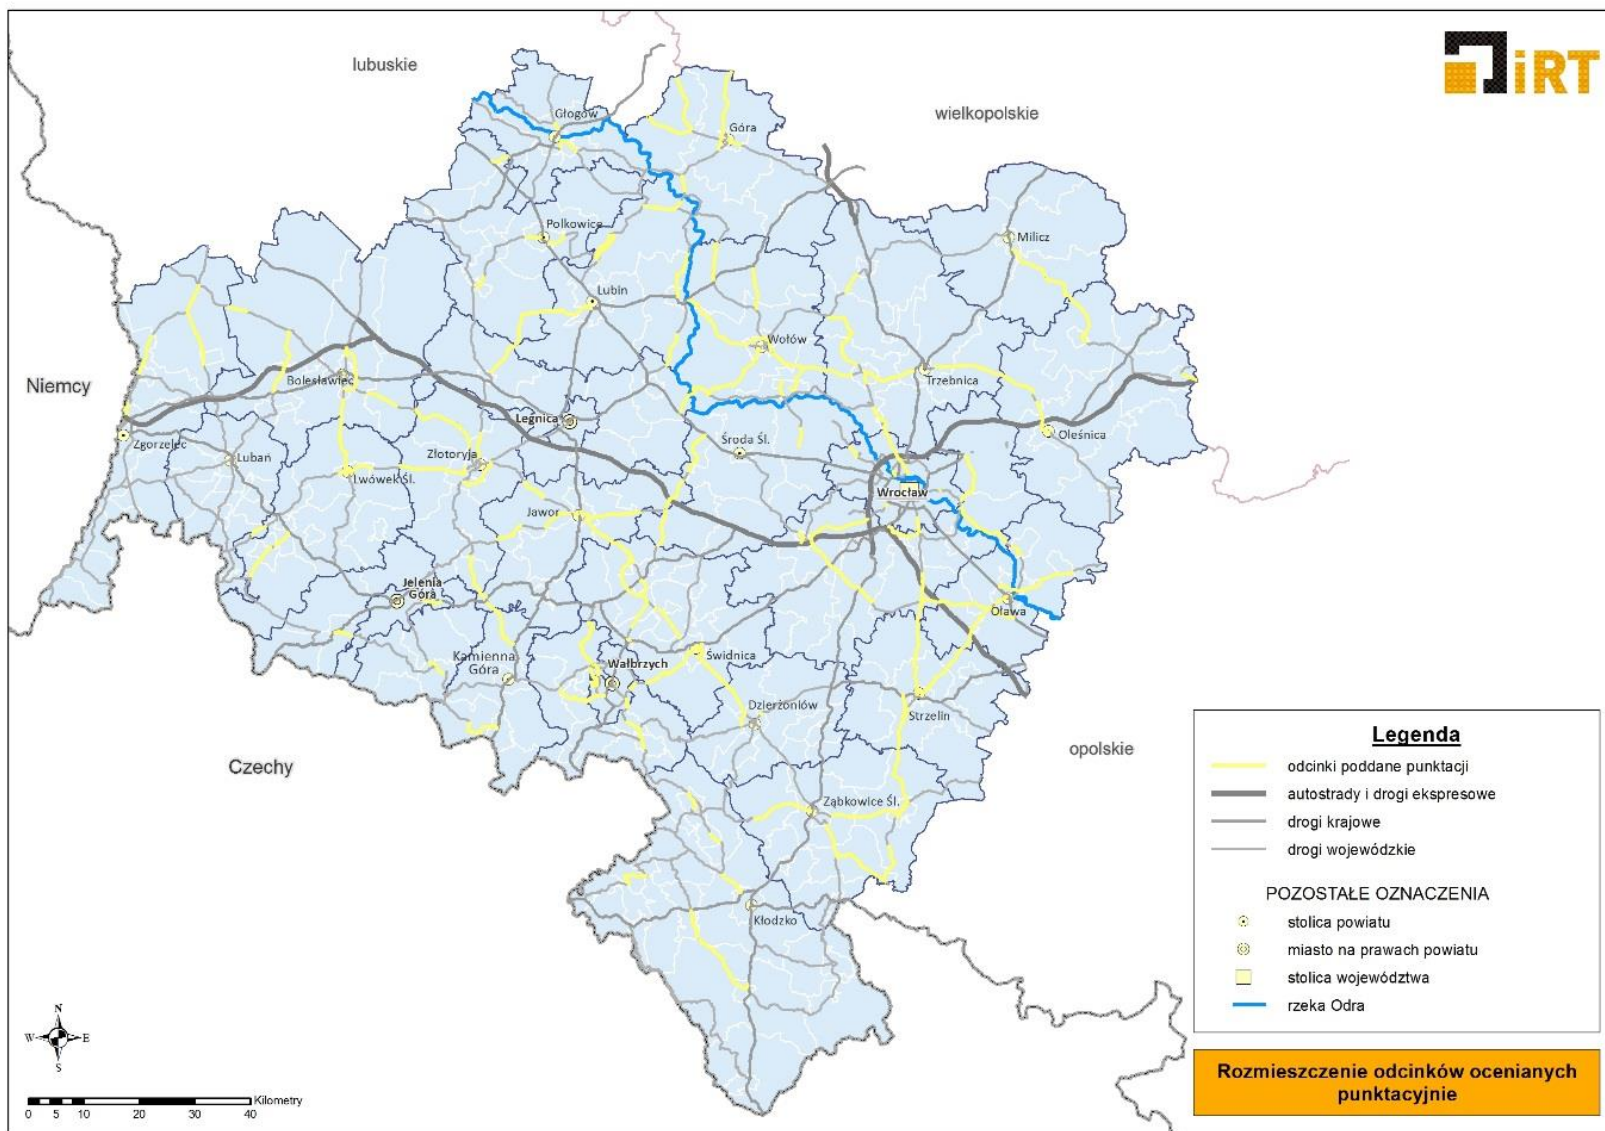 iRT
lubuskie
wielkopolskie
Głogów
Góra
Polkowice
Milicz
Lubin
Wołów
Niemcy
Bolesławiec
Trzebnica
Legnica
Zgorzelec
Lubań
Złotoryja
Środa Śl.
Oleśnica
Lwówek Śl.
Wrocław
Jawor
Jelenia
Góra
Oława
Kamienna
Góra
Wałbrzych
Świdnica
Dzierżoniów
Strzelin
Czechy
opolskie
Ząbkowice Śl.
Kłodzko
Legenda
odcinki poddane punktacji
autostrady i drogi ekspresowe
drogi krajowe
drogi wojewódzkie
POZOSTAŁE OZNACZENIA
stolica powiatu
miasto na prawach powiatu
stolica województwa
rzeka Odra
N
W E
S
Kilometry
0 5 10 20 30 40
Rozmieszczenie odcinków ocenianych
punktacyjnie